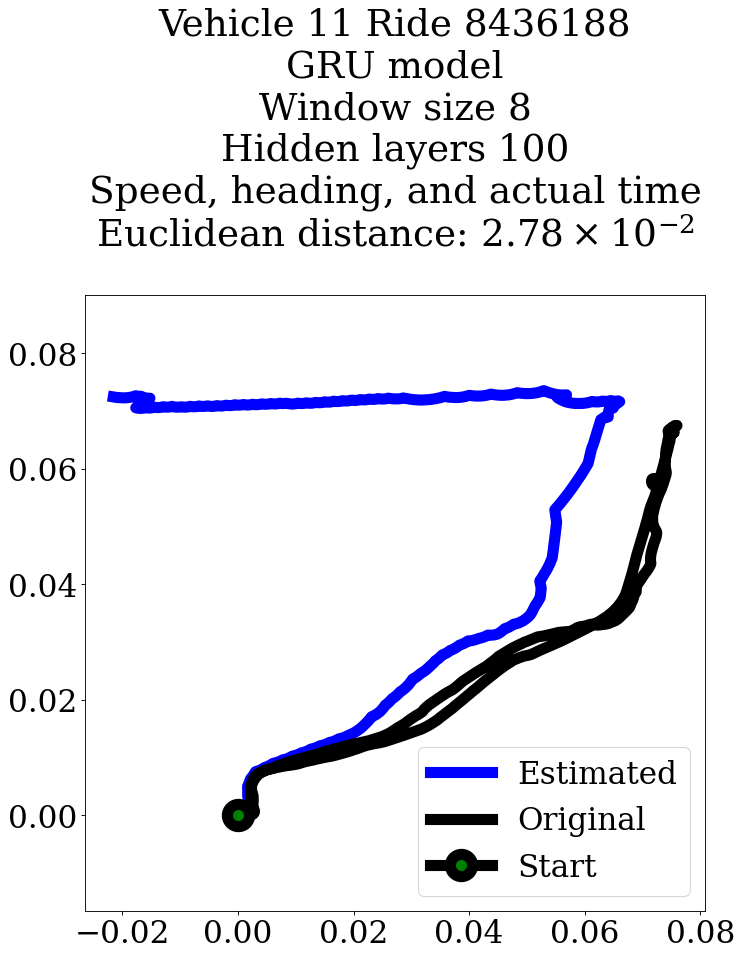 Vehicle 11 Ride 8436188
GRU model
Window size 8
Hidden layers 100
Speed, heading, and actual time
Euclidean distance: 2.78 × 10⁻²
0.08
0.06
0.04
0.02
0.00
Estimated
Original
Start
−0.02 0.00 0.02 0.04 0.06 0.08